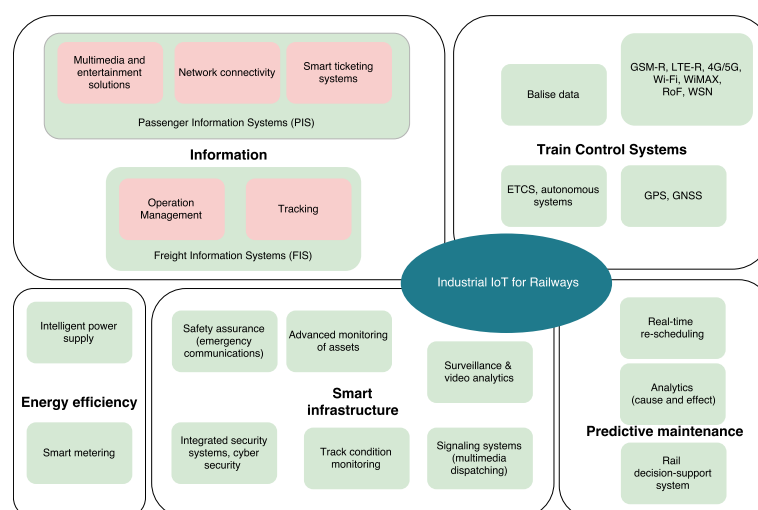 Multimedia and
entertainment
solutions
Network connectivity
Smart ticketing
systems
Passenger Information Systems (PIS)
Information
Operation
Management
Tracking
Freight Information Systems (FIS)
Balise data
GSM-R, LTE-R, 4G/5G,
Wi-Fi, WiMAX,
RoF, WSN
Train Control Systems
ETCS, autonomous
systems
GPS, GNSS
Industrial IoT for Railways
Intelligent power
supply
Energy efficiency
Smart metering
Safety assurance
(emergency
communications)
Advanced monitoring
of assets
Surveillance &
video analytics
Smart
infrastructure
Integrated security
systems, cyber
security
Track condition
monitoring
Signaling systems
(multimedia
dispatching)
Real-time
re-scheduling
Analytics
(cause and effect)
Predictive maintenance
Rail
decision-support
system